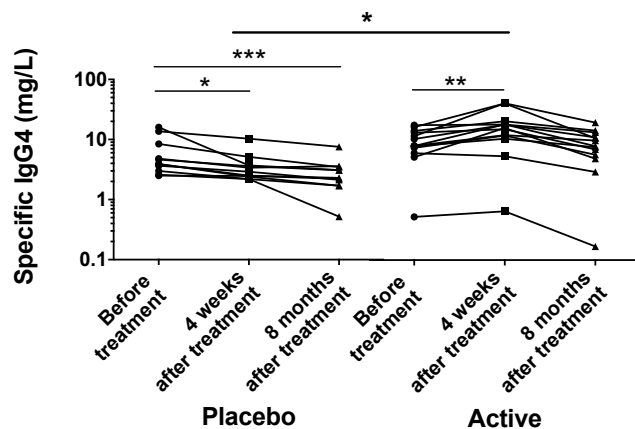 *
***
*
**
Specific IgG4 (mg/L)
100
10
1
0.1
Before
treatment
4 weeks
after treatment
8 months
after treatment
Before
treatment
4 weeks
after treatment
8 months
after treatment
Placebo
Active